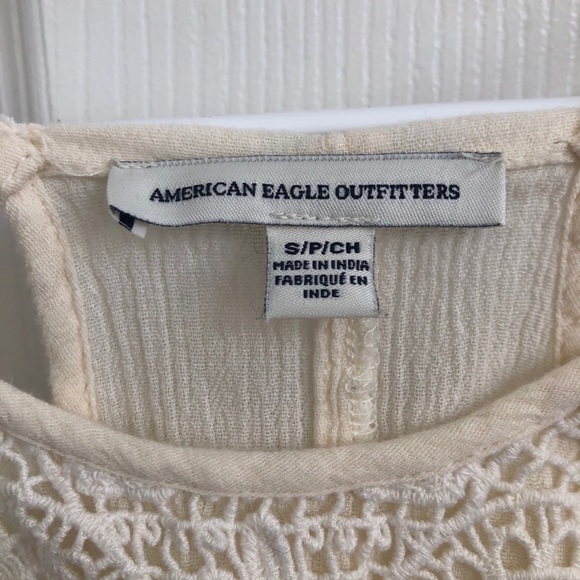 AMERICAN EAGLE OUTFITTERS
S/P/CH
MADE IN INDIA
FABRIQUÉ EN
INDE